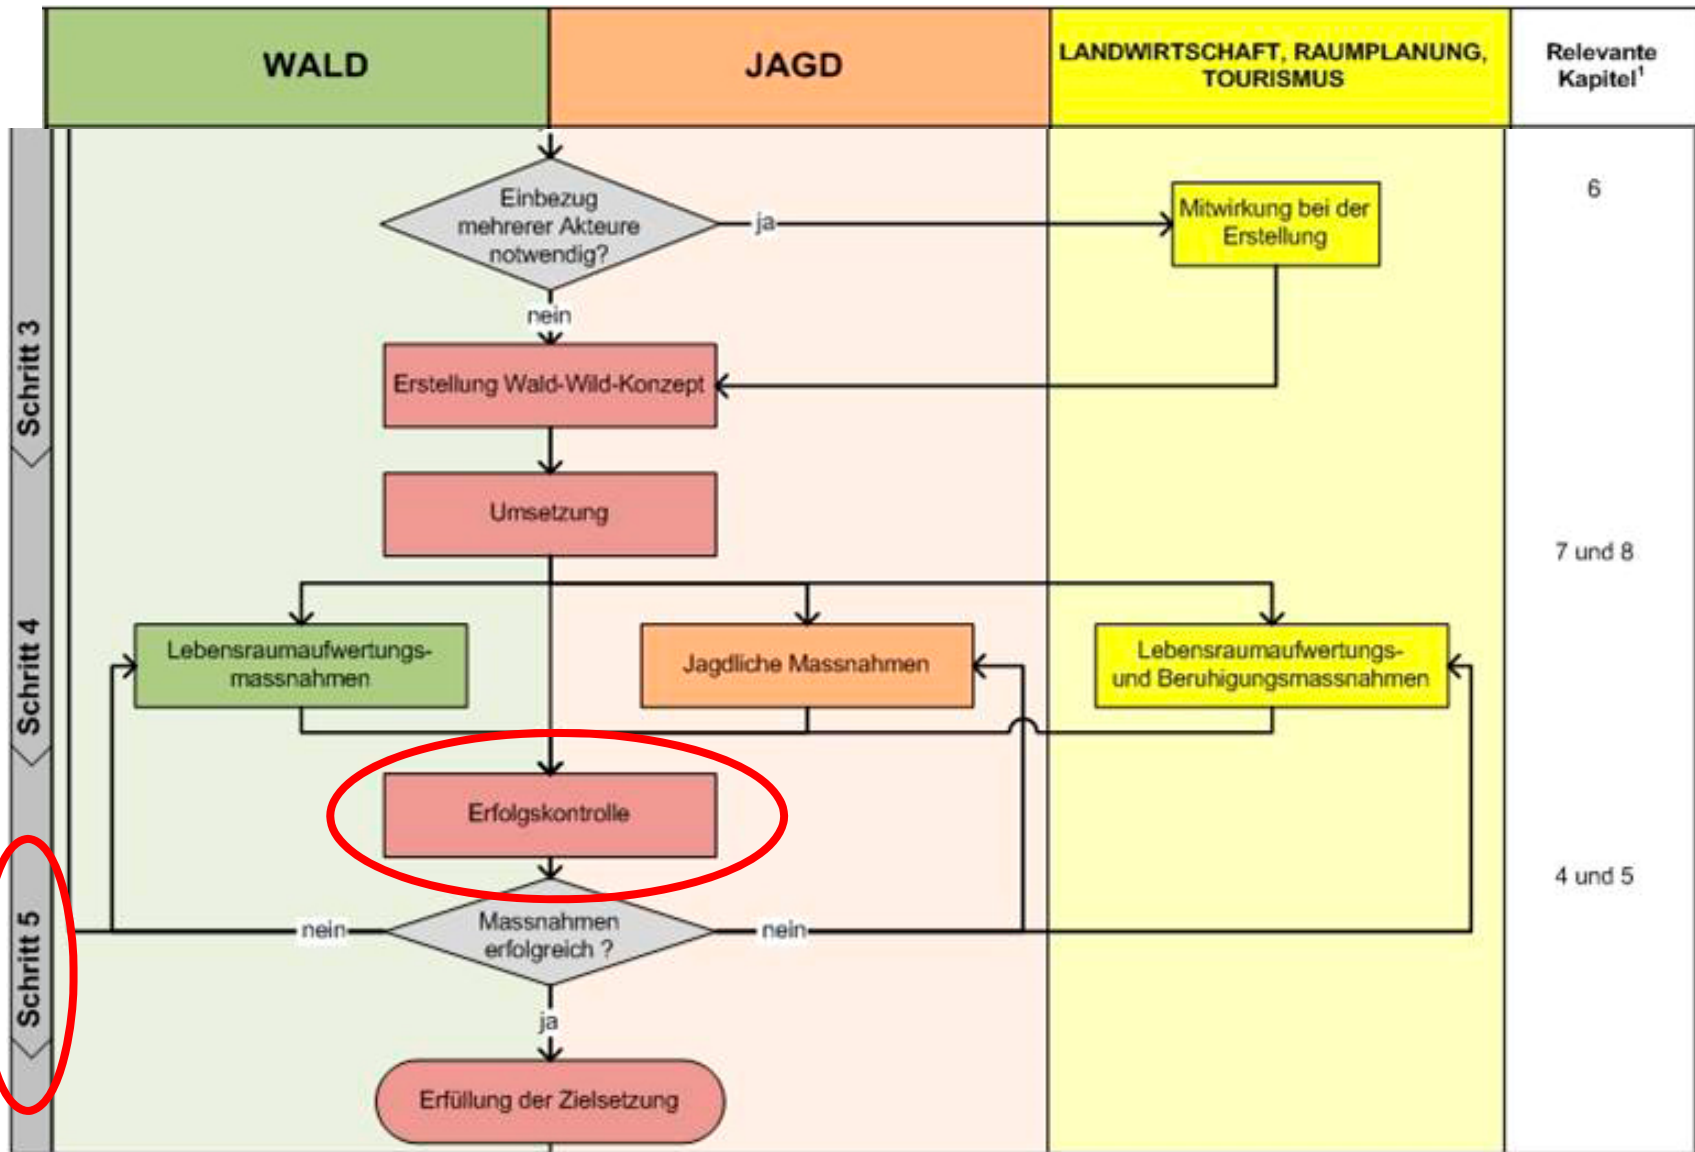 WALD
JAGD
LANDWIRTSCHAFT, RAUMPLANUNG,
TOURISMUS
Relevante
Kapitel¹
Schritt 3
Einbezug
mehrerer Akteure
notwendig?
ja
Mitwirkung bei der
Erstellung
6
nein
Erstellung Wald-Wild-Konzept
Schritt 4
Umsetzung
7 und 8
Lebensraumaufwertungs-
massnahmen
Jagdliche Massnahmen
Lebensraumaufwertungs-
und Beruhigungsmassnahmen
Schritt 5
Erfolgskontrolle
4 und 5
nein
Massnahmen
erfolgreich ?
nein
ja
Erfüllung der Zielsetzung